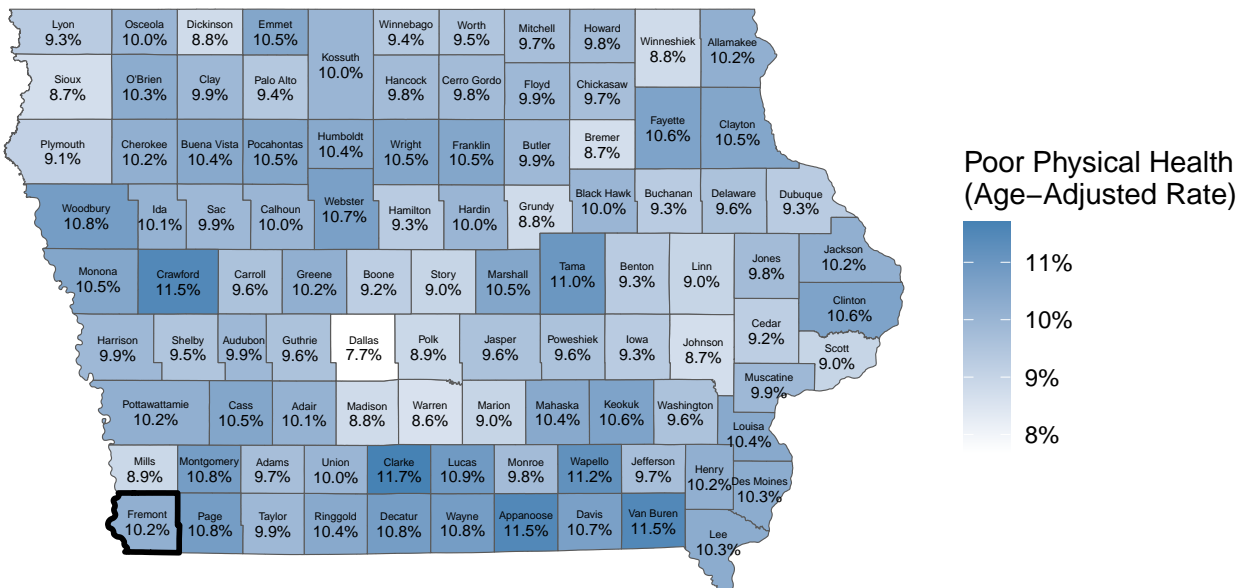 Lyon
9.3%
Osceola
10.0%
Dickinson
8.8%
Emmet
10.5%
Kossuth
10.0%
Winnebago
9.4%
Worth
9.5%
Mitchell
9.7%
Howard
9.8%
Winneshiek
8.8%
Allamakee
10.2%
Sioux
8.7%
O'Brien
10.3%
Clay
9.9%
Palo Alto
9.4%
Hancock
9.8%
Cerro Gordo
9.8%
Floyd
9.9%
Chickasaw
9.7%
Fayette
10.6%
Clayton
10.5%
Plymouth
9.1%
Cherokee
10.2%
Buena Vista
10.4%
Pocahontas
10.5%
Humboldt
10.4%
Wright
10.5%
Franklin
10.5%
Butler
9.9%
Bremer
8.7%
Woodbury
10.8%
Ida
10.1%
Sac
9.9%
Calhoun
10.0%
Webster
10.7%
Hamilton
9.3%
Hardin
10.0%
Grundy
8.8%
Black Hawk
10.0%
Buchanan
9.3%
Delaware
9.6%
Dubuque
9.3%
Monona
10.5%
Crawford
11.5%
Carroll
9.6%
Greene
10.2%
Boone
9.2%
Story
9.0%
Marshall
10.5%
Tama
11.0%
Benton
9.3%
Linn
9.0%
Jones
9.8%
Jackson
10.2%
Clinton
10.6%
Harrison
9.9%
Shelby
9.5%
Audubon
9.9%
Guthrie
9.6%
Dallas
7.7%
Polk
8.9%
Jasper
9.6%
Poweshiek
9.6%
Iowa
9.3%
Johnson
8.7%
Cedar
9.2%
Scott
9.0%
Muscatine
9.9%
Pottawattamie
10.2%
Cass
10.5%
Adair
10.1%
Madison
8.8%
Warren
8.6%
Marion
9.0%
Mahaska
10.4%
Keokuk
10.6%
Washington
9.6%
Louisa
10.4%
Mills
8.9%
Montgomery
10.8%
Adams
9.7%
Union
10.0%
Clarke
11.7%
Lucas
10.9%
Monroe
9.8%
Wapello
11.2%
Jefferson
9.7%
Henry
10.2%
Des Moines
10.3%
Fremont
10.2%
Page
10.8%
Taylor
9.9%
Ringgold
10.4%
Decatur
10.8%
Wayne
10.8%
Appanoose
11.5%
Davis
10.7%
Van Buren
11.5%
Lee
10.3%
Poor Physical Health
(Age−Adjusted Rate)
11%
10%
9%
8%